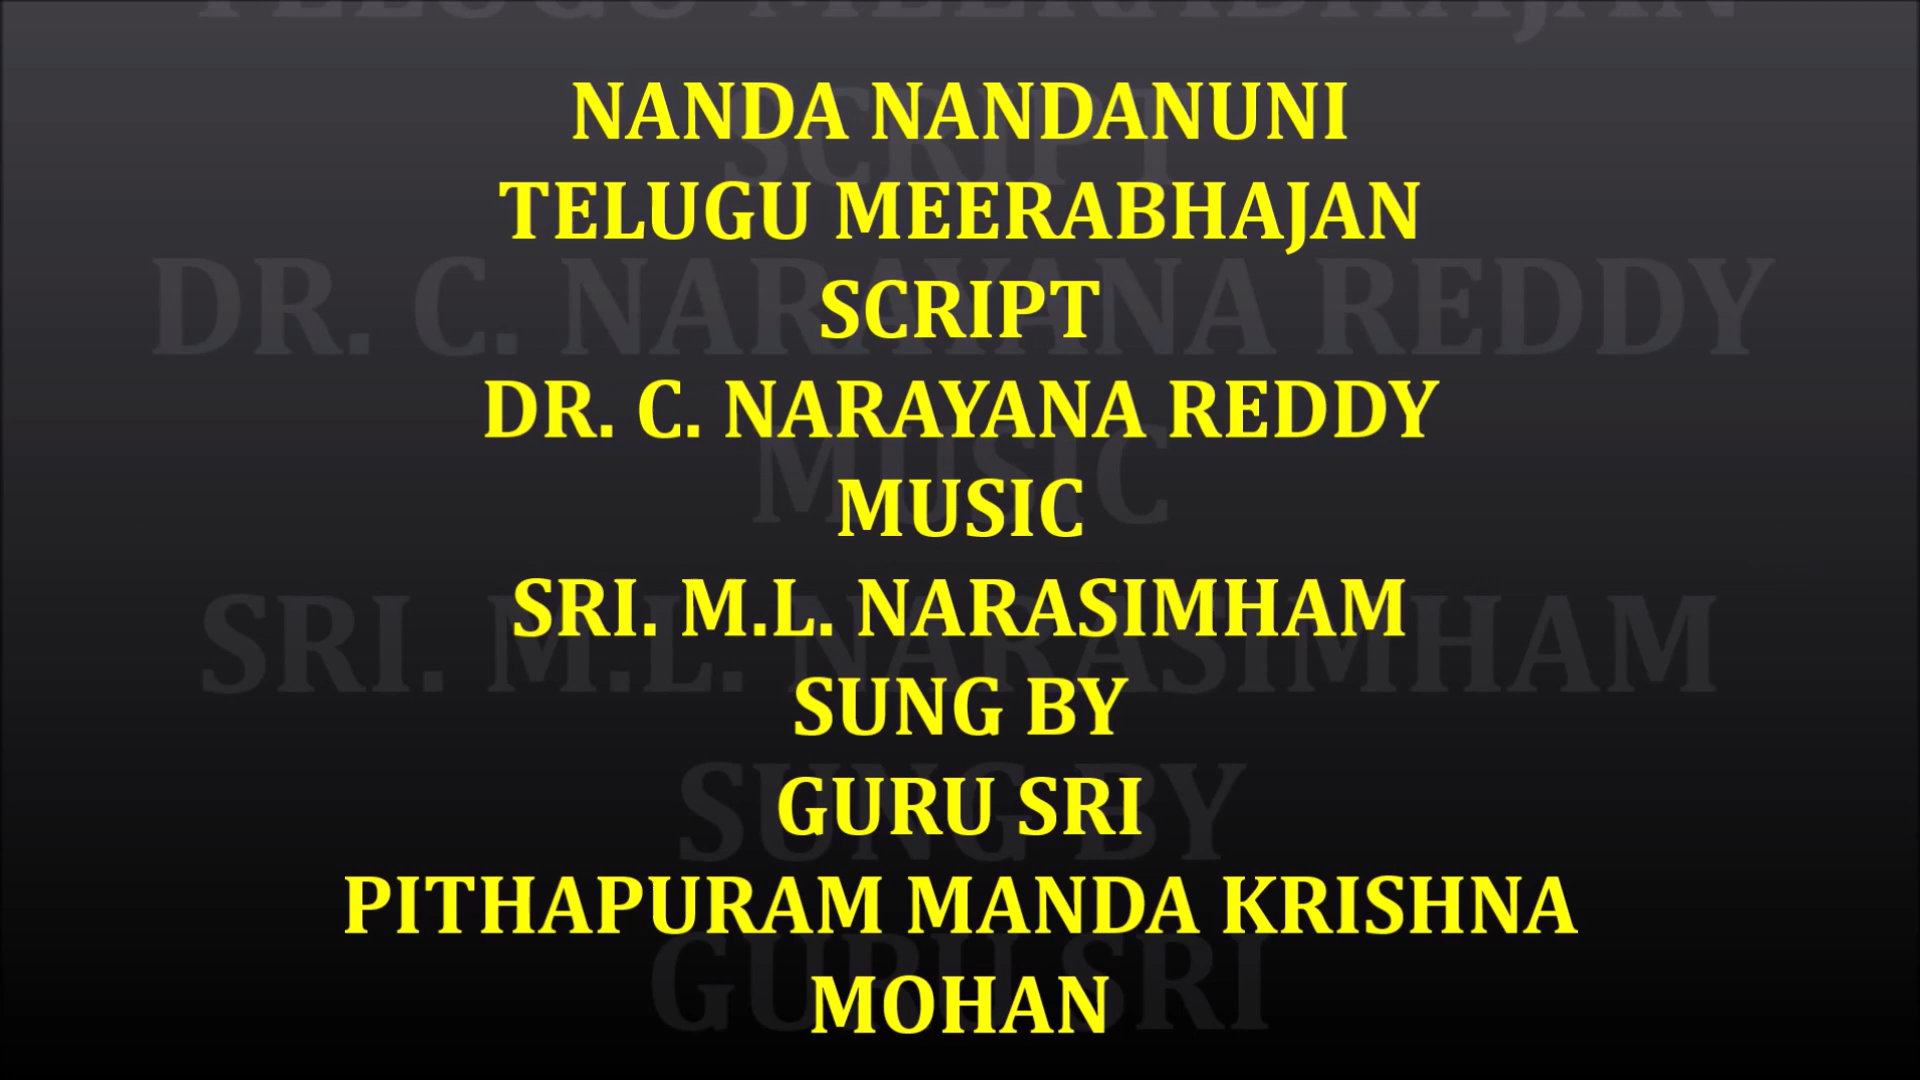 NANDA NANDANUNI
TELUGU MEERABHAJAN
SCRIPT
DR. C. NARAYANA REDDY
MUSIC
SRI. M.L. NARASIMHAM
SUNG BY
GURU SRI
PITHAPURAM MANDA KRISHNA
MOHAN